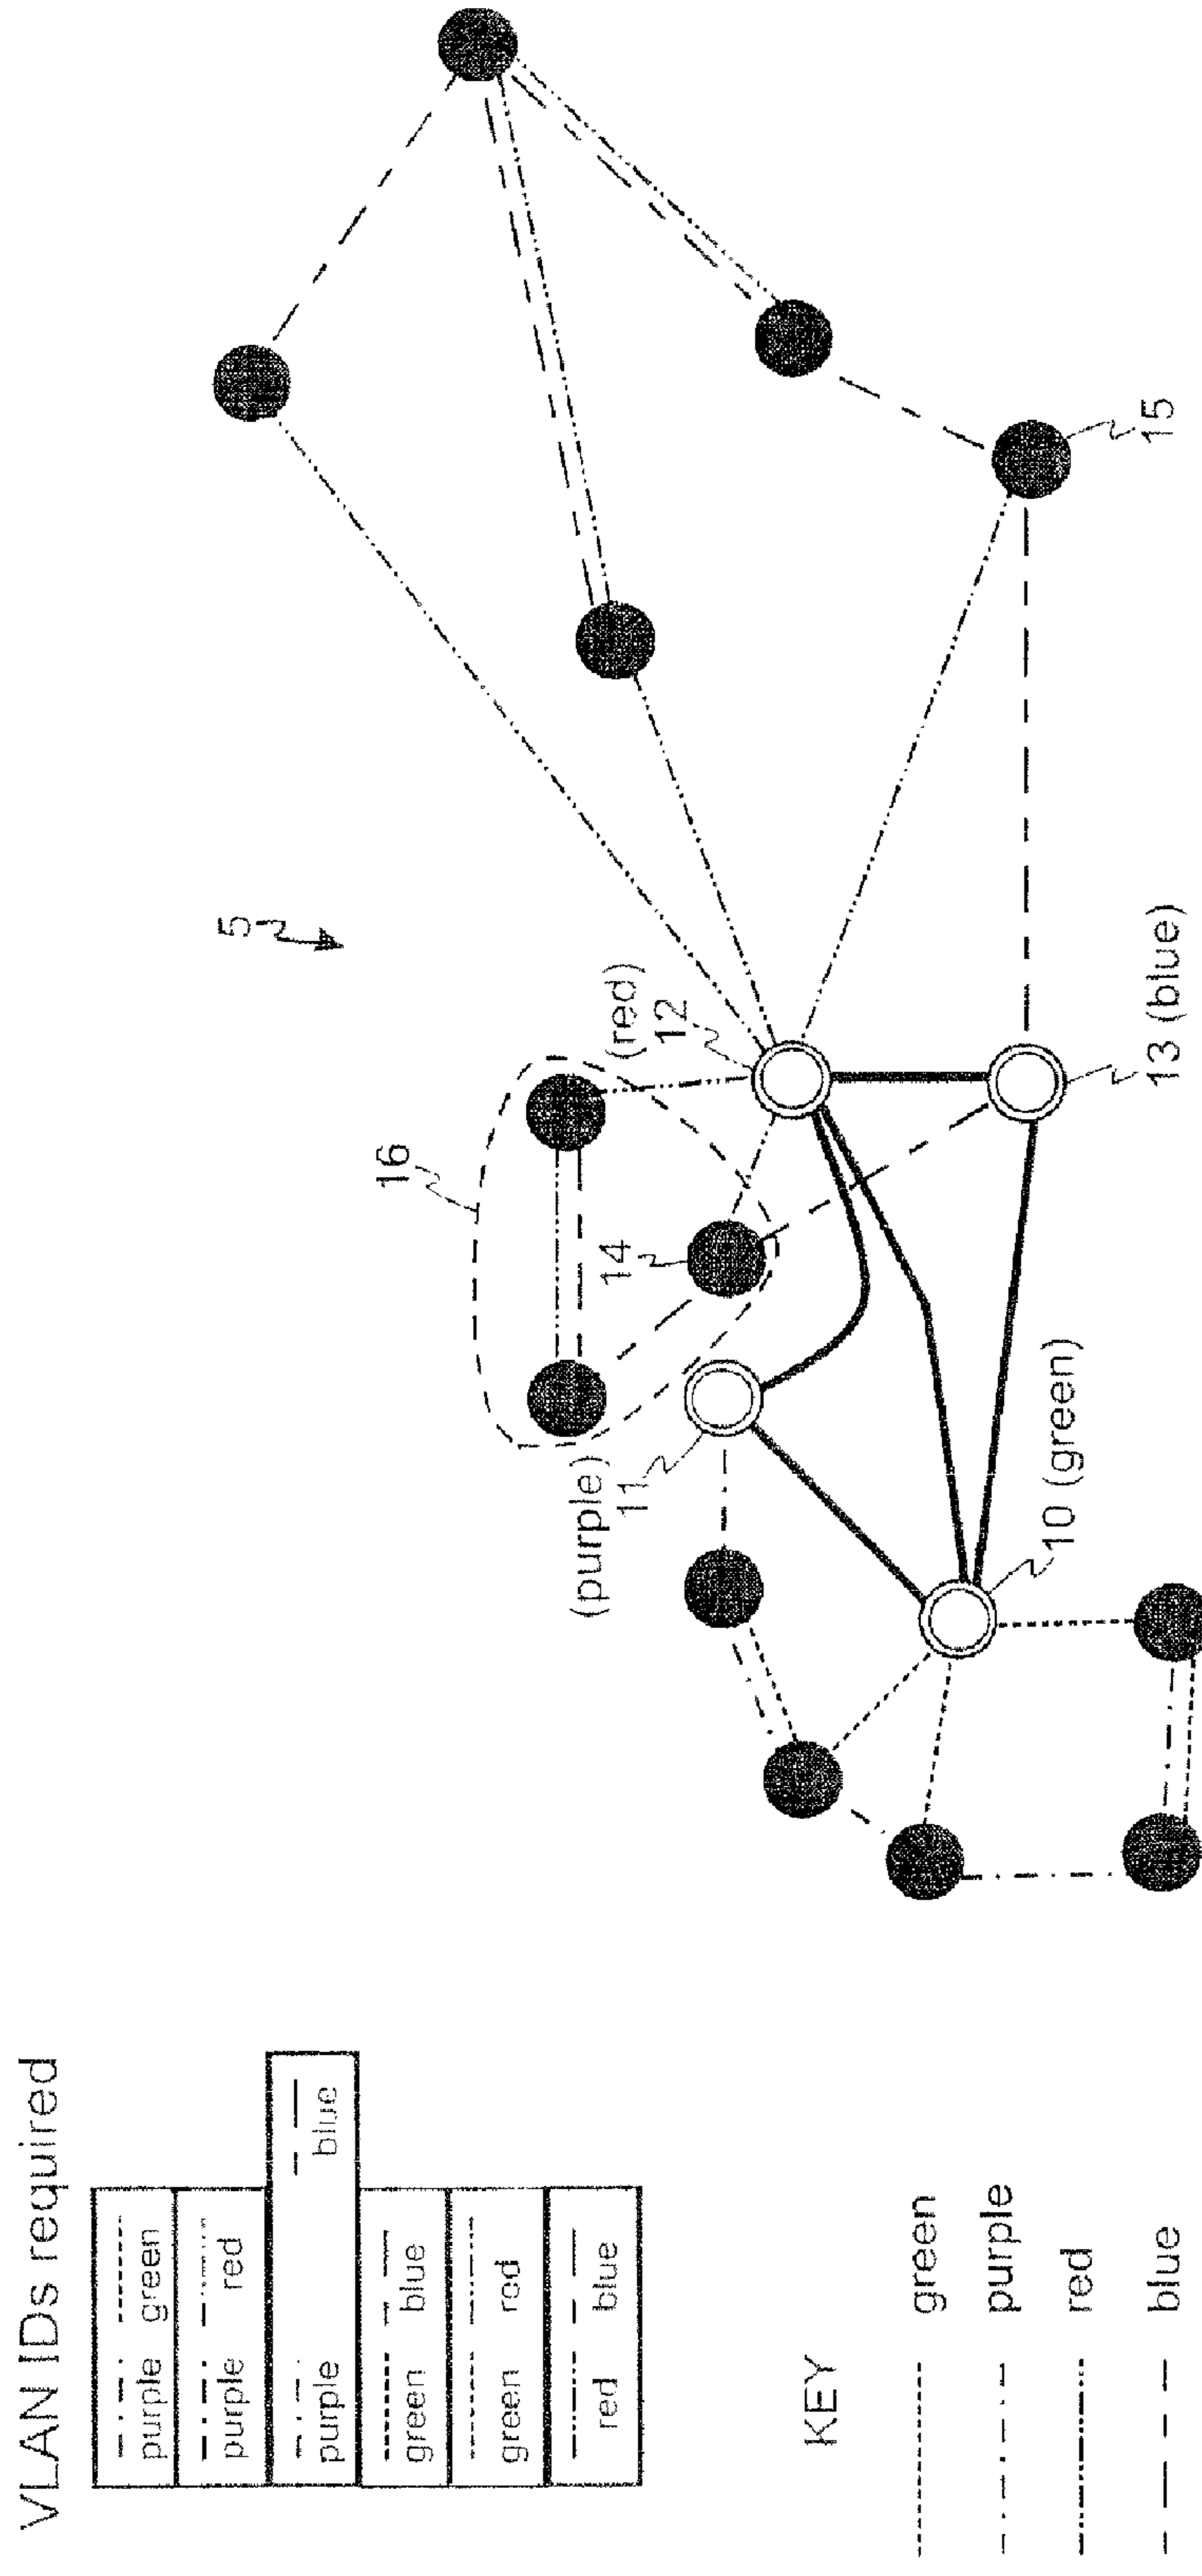 VLAN IDs required
purple green
purple red
purple blue
green blue
green red
red blue
KEY
green
purple
red
blue
5
16
(red)
12
14
(purple)
11
10 (green)
13 (blue)
15